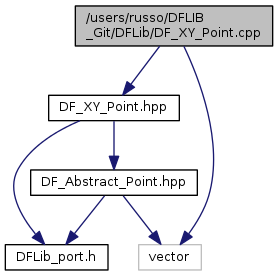 /users/russo/DFLIB
_Git/DFLib/DF_XY_Point.cpp
DF_XY_Point.hpp
DF_Abstract_Point.hpp
DFLib_port.h
vector